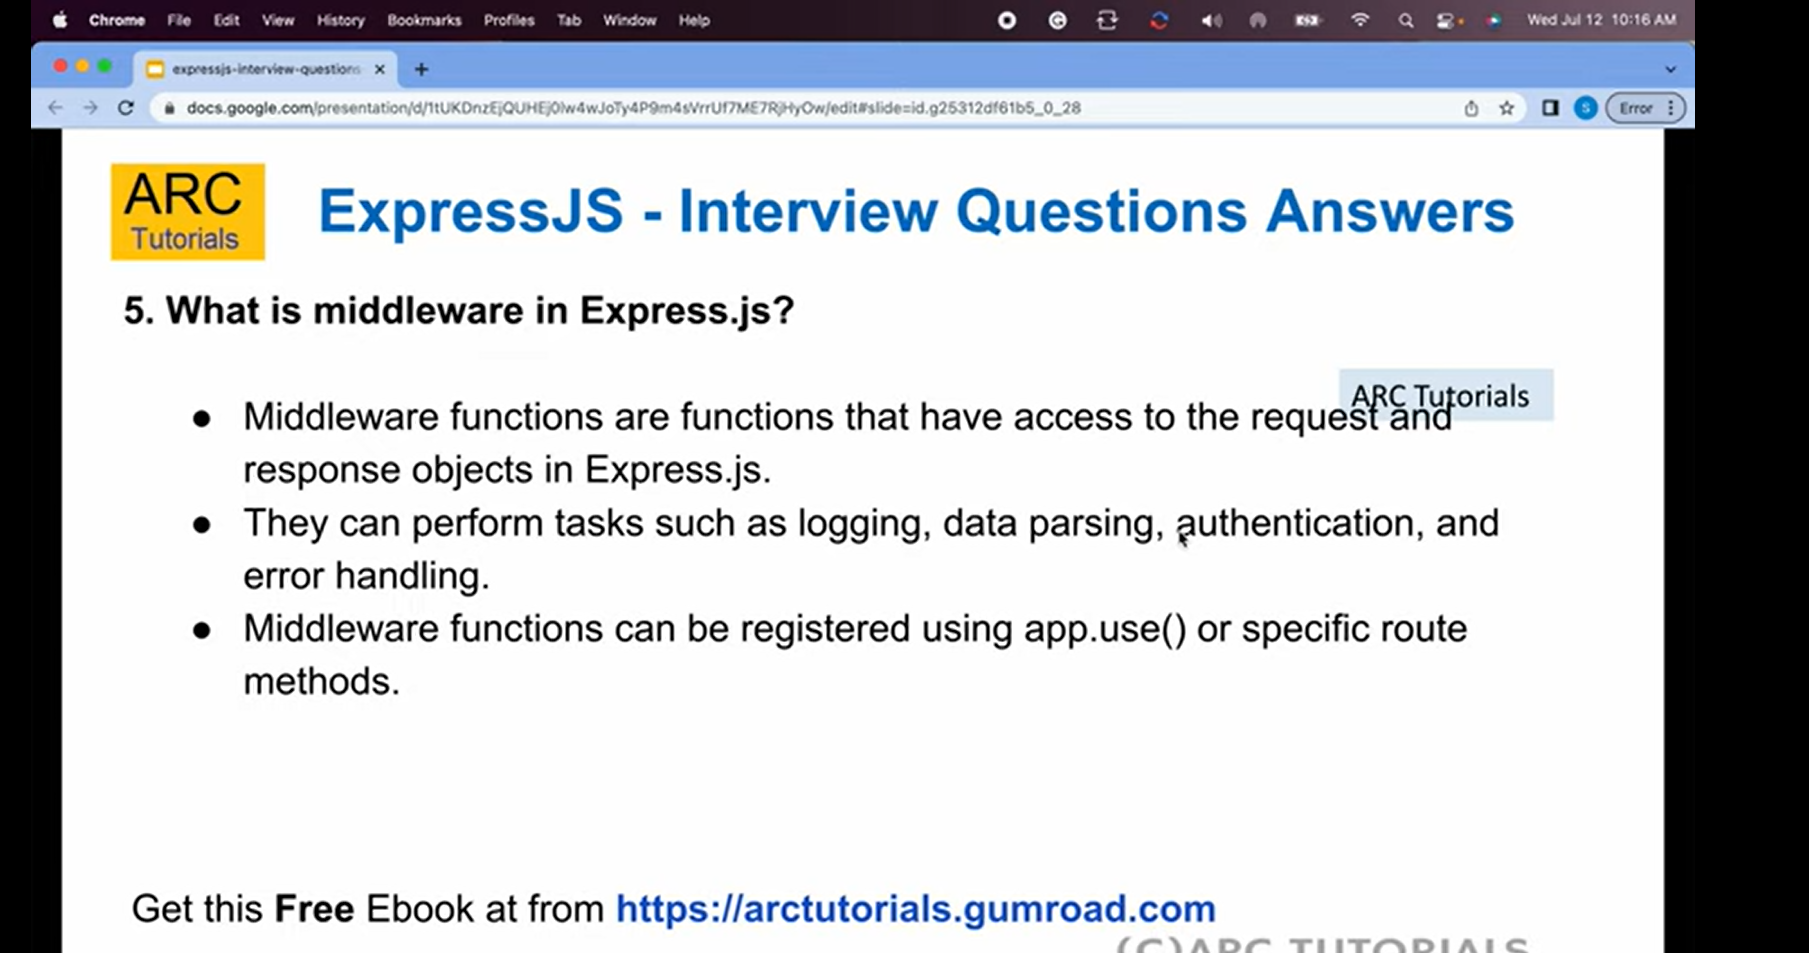 Chrome File Edit View History Bookmarks Profiles Tab Window Help Wed Jul 12 10:16 AM
expressjs-interview-questions
docs.google.com/presentation/d/1tUKDnzEjQUHEj0lw4wJoTy4P9m4sVrrUf7ME7RjHyOw/edit#slide=id.g25312df61b5_0_28 S Error
ARC
Tutorials
ExpressJS - Interview Questions Answers
5. What is middleware in Express.js?
ARC Tutorials
● Middleware functions are functions that have access to the request and
response objects in Express.js.
● They can perform tasks such as logging, data parsing, authentication, and
error handling.
● Middleware functions can be registered using app.use() or specific route
methods.
Get this Free Ebook at from https://arctutorials.gumroad.com
(C)ARC TUTORIALS